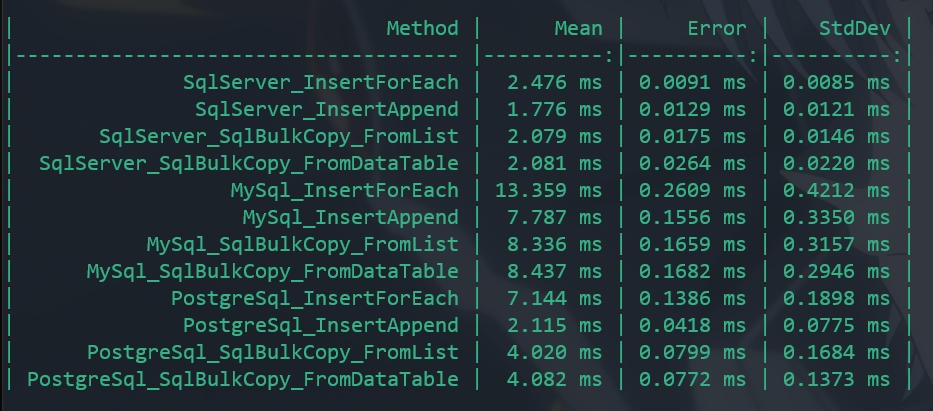 |                                Method |      Mean |     Error |    StdDev |
|-------------------------------------- |----------:|----------:|----------:|
|               SqlServer_InsertForEach |  2.476 ms | 0.0091 ms | 0.0085 ms |
|                SqlServer_InsertAppend |  1.776 ms | 0.0129 ms | 0.0121 ms |
|        SqlServer_SqlBulkCopy_FromList |  2.079 ms | 0.0175 ms | 0.0146 ms |
|   SqlServer_SqlBulkCopy_FromDataTable |  2.081 ms | 0.0264 ms | 0.0220 ms |
|                   MySql_InsertForEach | 13.359 ms | 0.2609 ms | 0.4212 ms |
|                    MySql_InsertAppend |  7.787 ms | 0.1556 ms | 0.3350 ms |
|            MySql_SqlBulkCopy_FromList |  8.336 ms | 0.1659 ms | 0.3157 ms |
|       MySql_SqlBulkCopy_FromDataTable |  8.437 ms | 0.1682 ms | 0.2946 ms |
|              PostgreSql_InsertForEach |  7.144 ms | 0.1386 ms | 0.1898 ms |
|               PostgreSql_InsertAppend |  2.115 ms | 0.0418 ms | 0.0775 ms |
|       PostgreSql_SqlBulkCopy_FromList |  4.020 ms | 0.0799 ms | 0.1684 ms |
|  PostgreSql_SqlBulkCopy_FromDataTable |  4.082 ms | 0.0772 ms | 0.1373 ms |